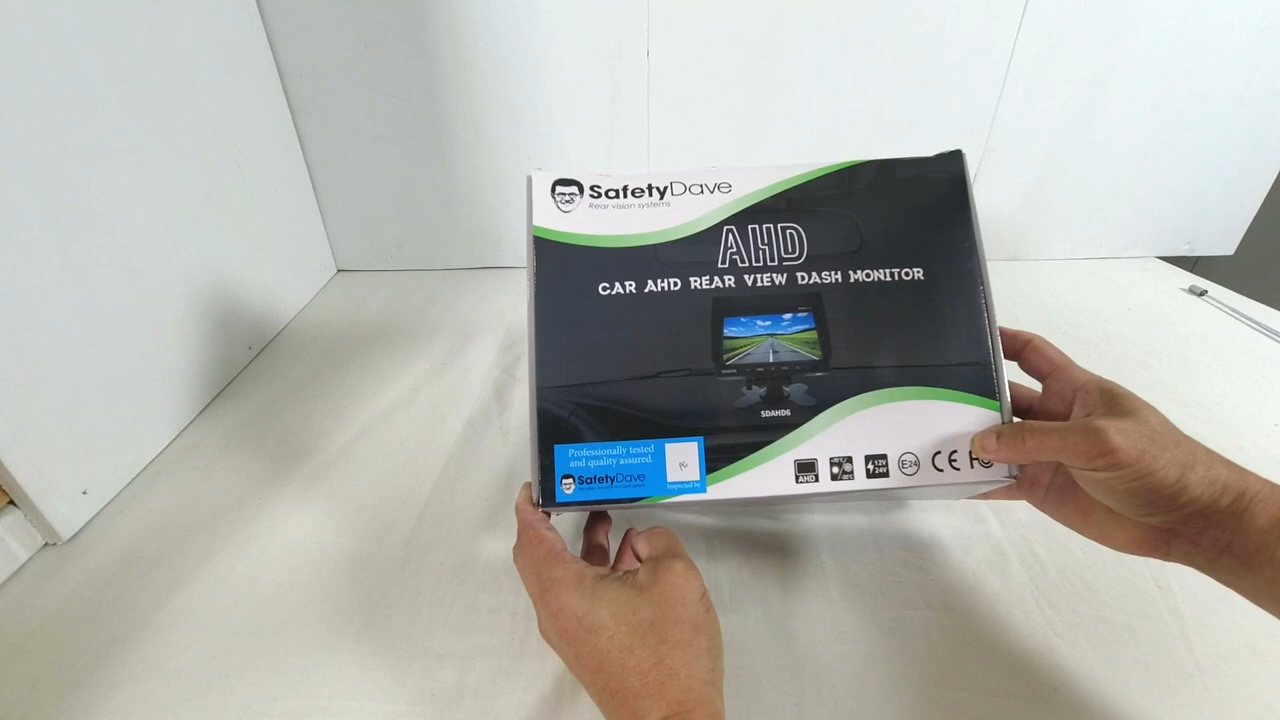 SafetyDave
Rear vision systems
AHD
CAR AHD REAR VIEW DASH MONITOR
SDAHD6
Professionally tested
and quality assured.
SafetyDave
Inspected by
AHD
12V
24V
E24
CE